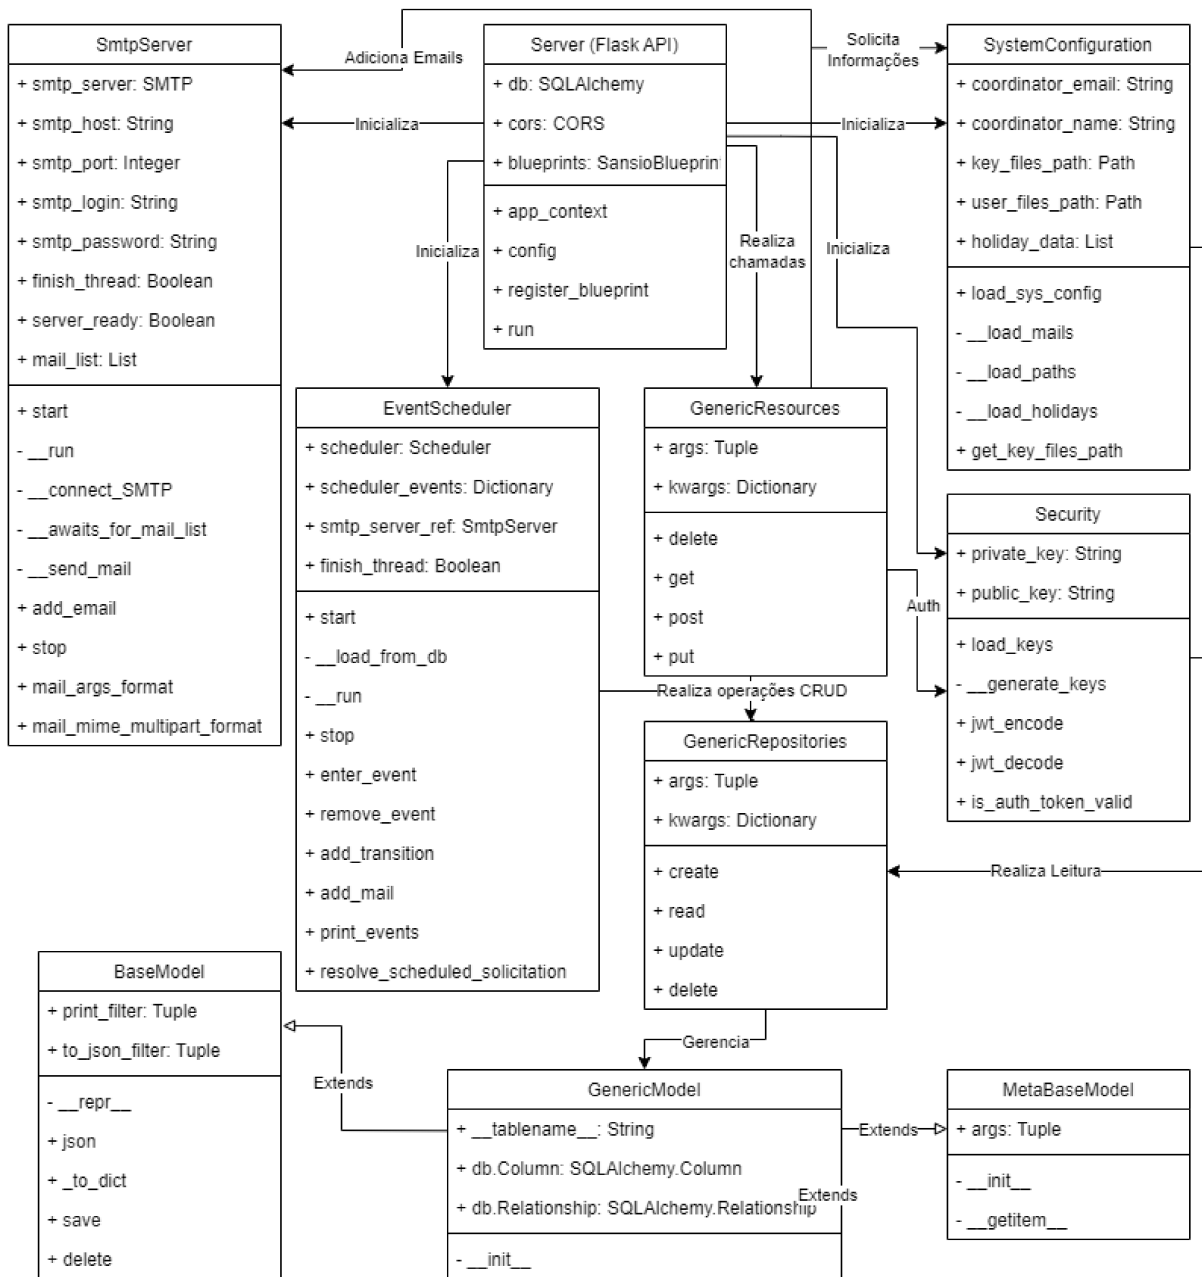 SmtpServer
+ smtp_server: SMTP
+ smtp_host: String
+ smtp_port: Integer
+ smtp_login: String
+ smtp_password: String
+ finish_thread: Boolean
+ server_ready: Boolean
+ mail_list: List
+ start
- __run
- __connect_SMTP
- __awaits_for_mail_list
- __send_mail
+ add_email
+ stop
+ mail_args_format
+ mail_mime_multipart_format
Adiciona Emails
Inicializa
Server (Flask API)
+ db: SQLAlchemy
+ cors: CORS
+ blueprints: SansioBlueprint
+ app_context
+ config
+ register_blueprint
+ run
Inicializa
Realiza
chamadas
Solicita
Informações
Inicializa
Inicializa
SystemConfiguration
+ coordinator_email: String
+ coordinator_name: String
+ key_files_path: Path
+ user_files_path: Path
+ holiday_data: List
+ load_sys_config
- __load_mails
- __load_paths
- __load_holidays
+ get_key_files_path
EventScheduler
+ scheduler: Scheduler
+ scheduler_events: Dictionary
+ smtp_server_ref: SmtpServer
+ finish_thread: Boolean
+ start
- __load_from_db
- __run
+ stop
+ enter_event
+ remove_event
+ add_transition
+ add_mail
+ print_events
+ resolve_scheduled_solicitation
GenericResources
+ args: Tuple
+ kwargs: Dictionary
+ delete
+ get
+ post
+ put
Auth
Security
+ private_key: String
+ public_key: String
+ load_keys
- __generate_keys
+ jwt_encode
+ jwt_decode
+ is_auth_token_valid
Realiza operações CRUD
GenericRepositories
+ args: Tuple
+ kwargs: Dictionary
+ create
+ read
+ update
+ delete
Realiza Leitura
Gerencia
BaseModel
+ print_filter: Tuple
+ to_json_filter: Tuple
- __repr__
+ json
+ _to_dict
+ save
+ delete
Extends
GenericModel
+ __tablename__: String
+ db.Column: SQLAlchemy.Column
+ db.Relationship: SQLAlchemy.Relationship
- __init__
Extends
Extends
MetaBaseModel
+ args: Tuple
- __init__
- __getitem__